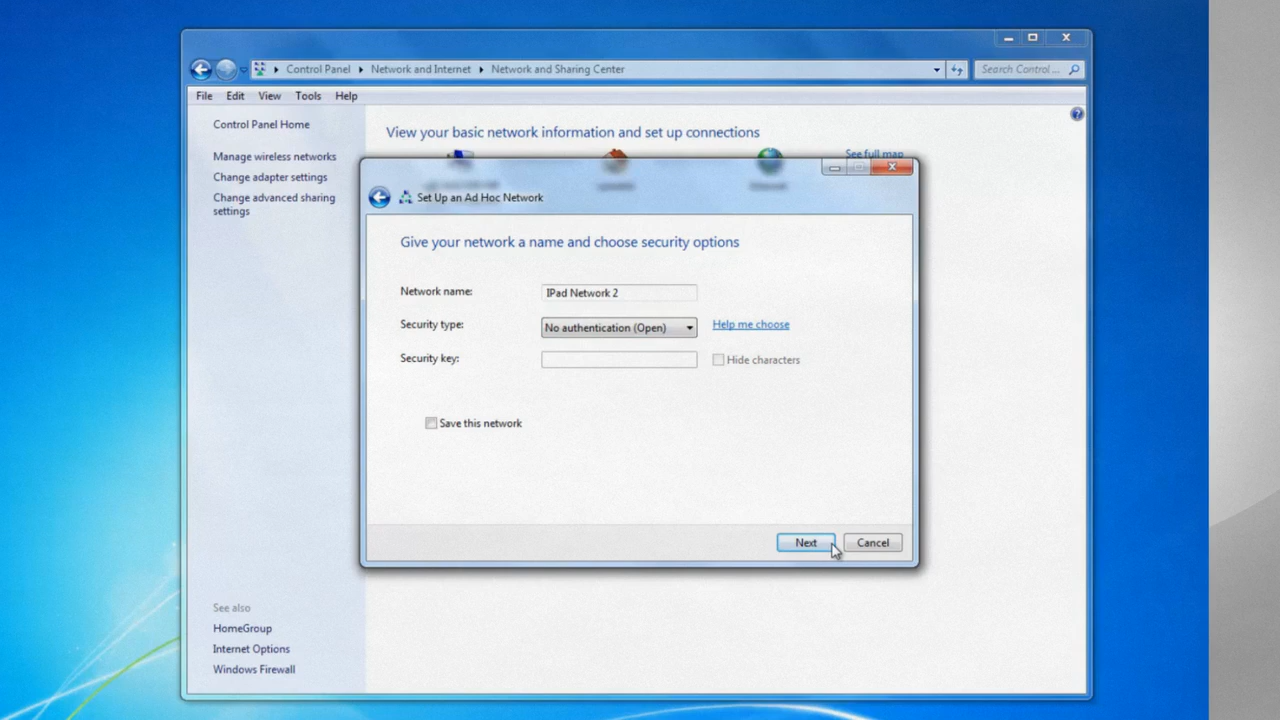 Control Panel
Network and Internet
Network and Sharing Center
Search Control ...
File Edit View Tools Help
Control Panel Home
Manage wireless networks
Change adapter settings
Change advanced sharing
settings
View your basic network information and set up connections
See full map
Set Up an Ad Hoc Network
Give your network a name and choose security options
Network name:
IPad Network 2
Security type:
No authentication (Open)
Help me choose
Security key:
Hide characters
Save this network
Next
Cancel
See also
HomeGroup
Internet Options
Windows Firewall